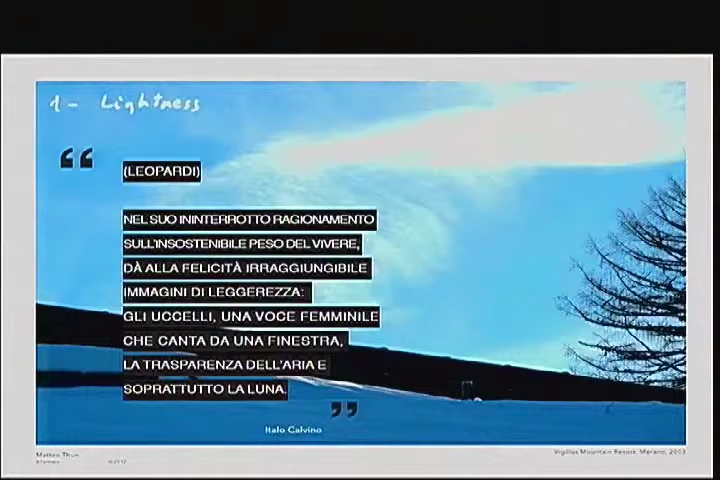 1 - Lightness
“
(LEOPARDI)
NEL SUO ININTERROTTO RAGIONAMENTO
SULL'INSOSTENIBILE PESO DEL VIVERE,
DÀ ALLA FELICITÀ IRRAGGIUNGIBILE
IMMAGINI DI LEGGEREZZA:
GLI UCCELLI, UNA VOCE FEMMINILE
CHE CANTA DA UNA FINESTRA,
LA TRASPARENZA DELL'ARIA E
SOPRATTUTTO LA LUNA.
”
Italo Calvino
Matteo Thun
Vigilius Mountain Resort, Merano, 2003